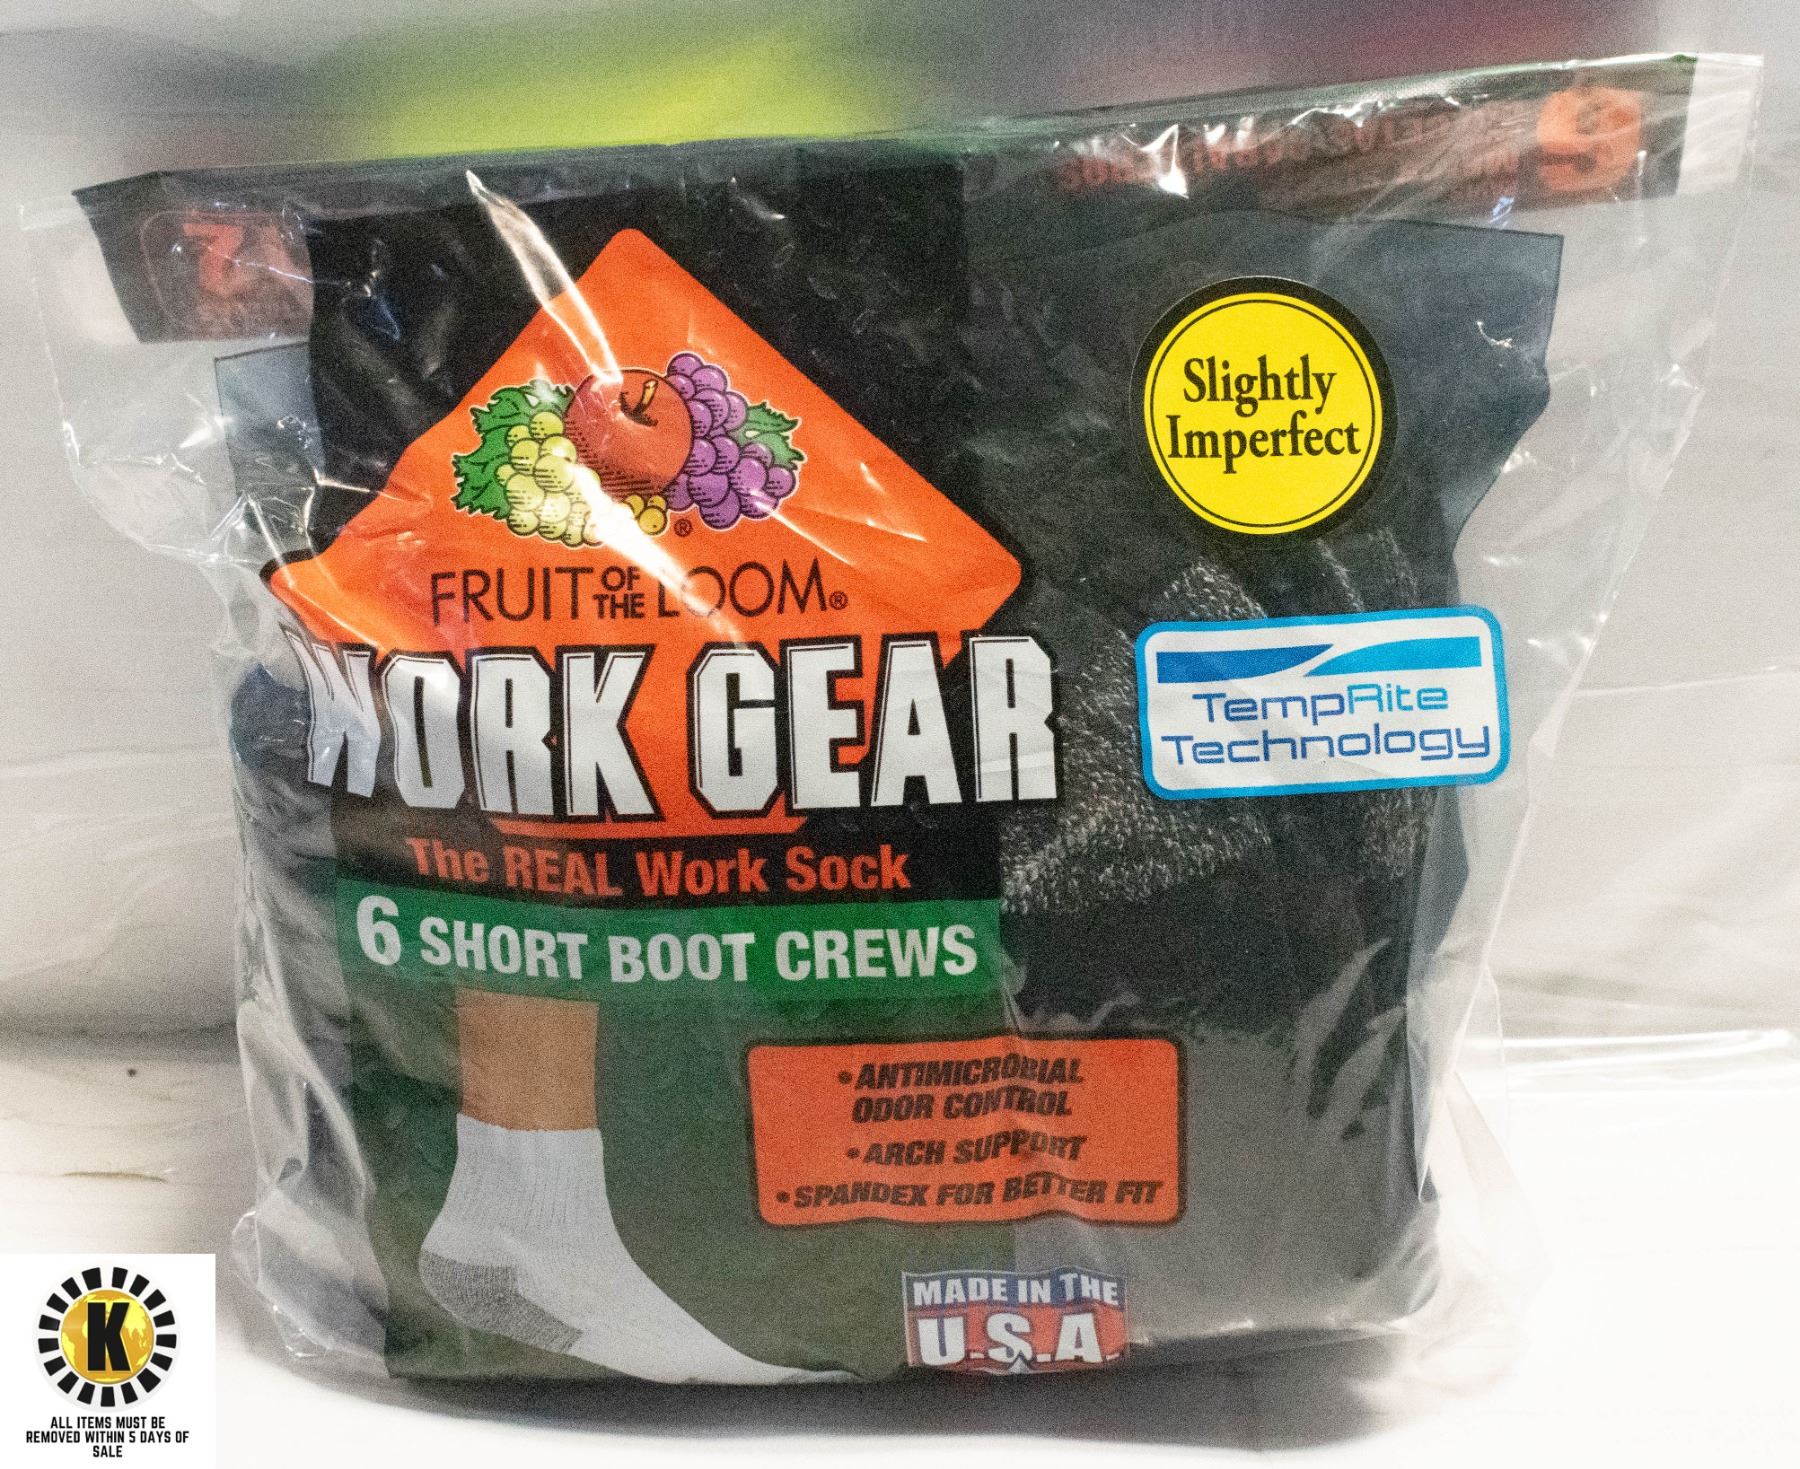 FRUIT OF THE LOOM®
®
WORK GEAR
The REAL Work Sock
6 SHORT BOOT CREWS
Slightly
Imperfect
TempRite
Technology
•ANTIMICROBIAL
ODOR CONTROL
•ARCH SUPPORT
•SPANDEX FOR BETTER FIT
MADE IN THE
U.S.A.
K
ALL ITEMS MUST BE
REMOVED WITHIN 5 DAYS OF
SALE